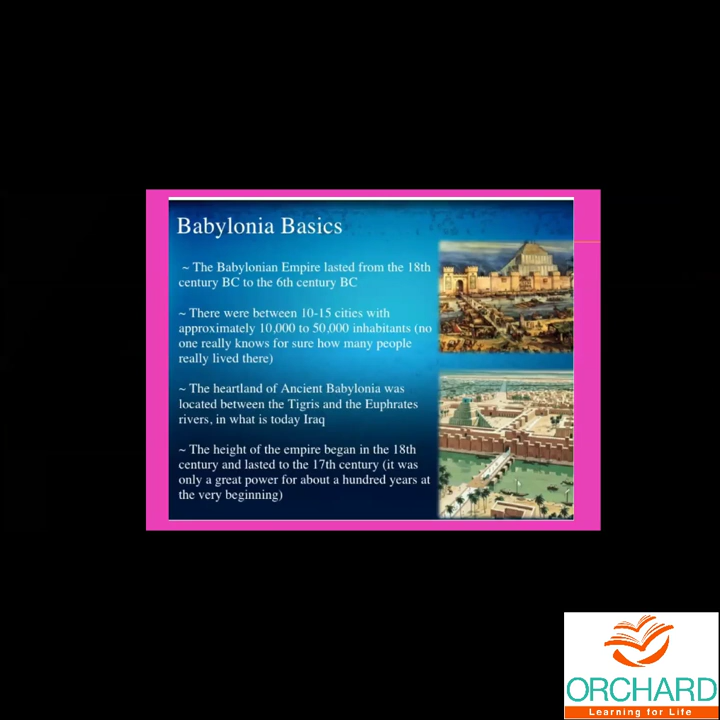 Babylonia Basics
~ The Babylonian Empire lasted from the 18th
century BC to the 6th century BC
~ There were between 10-15 cities with
approximately 10,000 to 50,000 inhabitants (no
one really knows for sure how many people
really lived there)
~ The heartland of Ancient Babylonia was
located between the Tigris and the Euphrates
rivers, in what is today Iraq
~ The height of the empire began in the 18th
century and lasted to the 17th century (it was
only a great power for about a hundred years at
the very beginning)
ORCHARD
Learning for Life